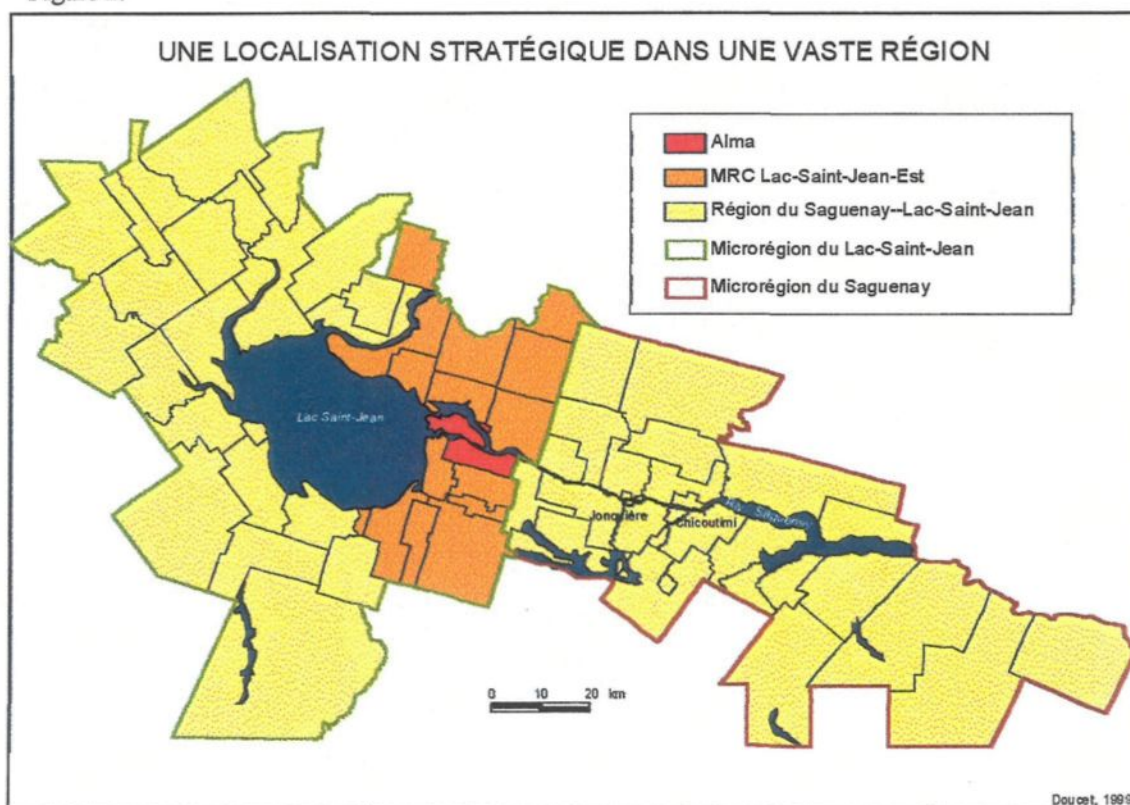 UNE LOCALISATION STRATÉGIQUE DANS UNE VASTE RÉGION
Alma
MRC Lac-Saint-Jean-Est
Région du Saguenay--Lac-Saint-Jean
Microrégion du Lac-Saint-Jean
Microrégion du Saguenay
Lac Saint-Jean
Jonquière
Chicoutimi
Saguenay
0 10 20 km
Doucet, 1999